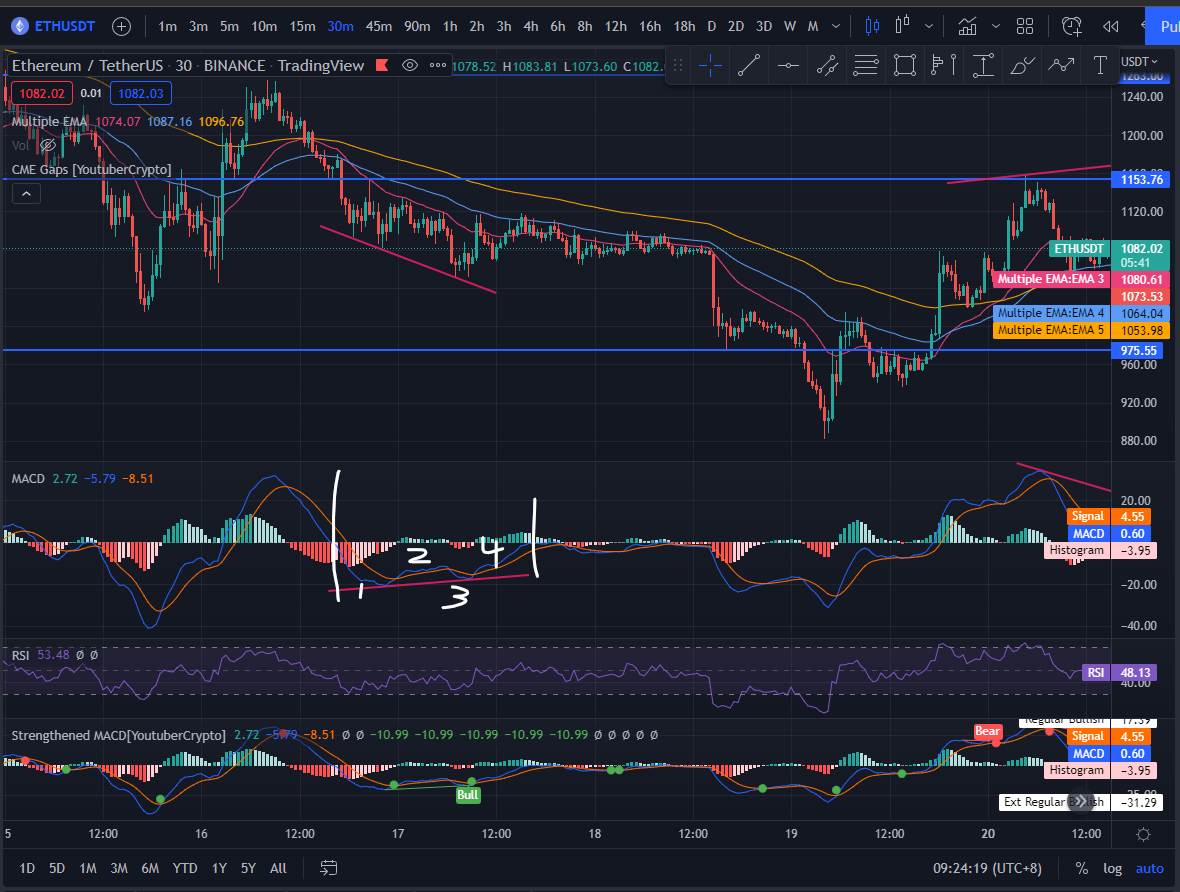 ETHUSDT 1m 3m 5m 10m 15m 30m 45m 90m 1h 2h 3h 4h 6h 8h 12h 16h 18h D 2D 3D W M
Ethereum / TetherUS · 30 · BINANCE · TradingView 1078.52 H1083.81 L1073.60 C1082. T USDT
1082.02 0.01 1082.03
1240.00
Multiple EMA 1074.07 1087.16 1096.76
1200.00
Vol
CME Gaps [YoutuberCrypto]
1153.76
1120.00
ETHUSDT 1082.02
05:41
Multiple EMA:EMA 3 1080.61
1073.53
Multiple EMA:EMA 4 1064.04
Multiple EMA:EMA 5 1053.98
975.55
960.00
920.00
880.00
MACD 2.72 −5.79 −8.51
20.00
Signal 4.55
MACD 0.60
Histogram −3.95
1 2 3 4
−20.00
−40.00
RSI 53.48 Ø Ø
RSI 48.13
40.00
Regular Bullish 17.39
Strengthened MACD[YoutuberCrypto] 2.72 −5.79 −8.51 Ø Ø −10.99 −10.99 −10.99 −10.99 −10.99 Ø Ø Ø Ø Ø
Bear
Signal 4.55
MACD 0.60
Histogram −3.95
Bull
Ext Regular Bullish −31.29
5 12:00 16 12:00 17 12:00 18 12:00 19 12:00 20 12:00
1D 5D 1M 3M 6M YTD 1Y 5Y All 09:24:19 (UTC+8) % log auto